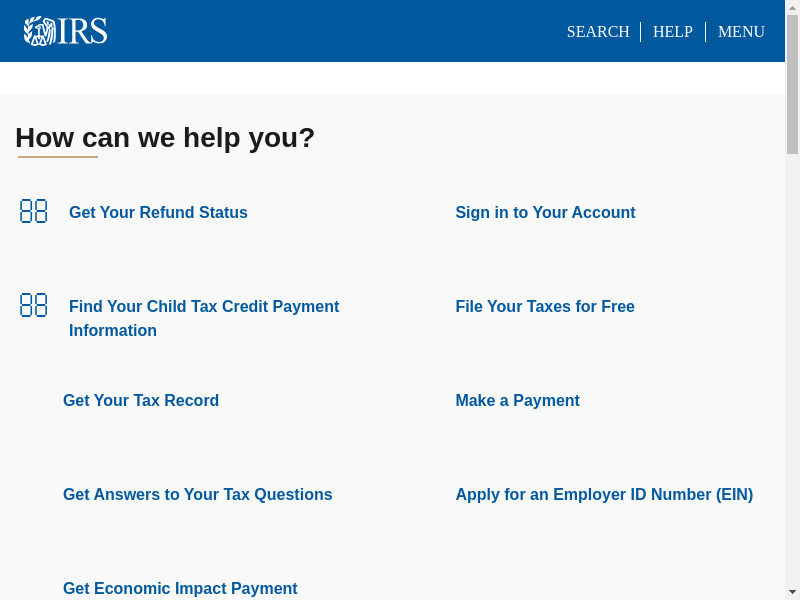 IRS
SEARCH
HELP
MENU
How can we help you?
Get Your Refund Status
Sign in to Your Account
Find Your Child Tax Credit Payment
Information
File Your Taxes for Free
Get Your Tax Record
Make a Payment
Get Answers to Your Tax Questions
Apply for an Employer ID Number (EIN)
Get Economic Impact Payment